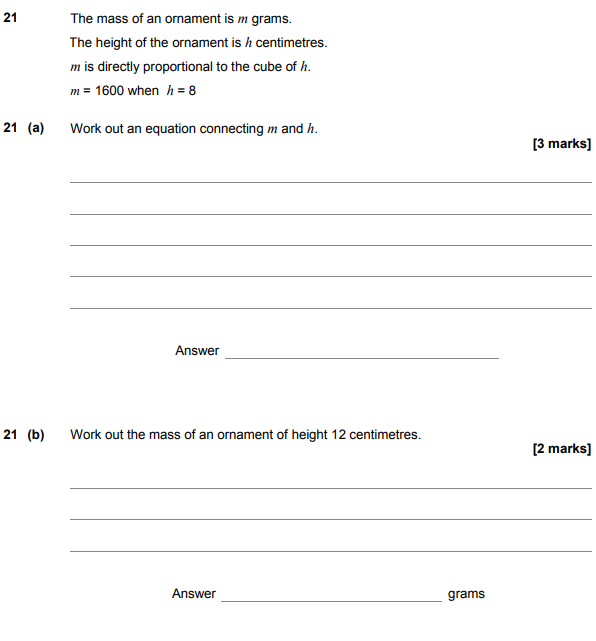 21 The mass of an ornament is m grams.
The height of the ornament is h centimetres.
m is directly proportional to the cube of h.
m = 1600 when h = 8
21 (a) Work out an equation connecting m and h.
[3 marks]
Answer
21 (b) Work out the mass of an ornament of height 12 centimetres.
[2 marks]
Answer grams